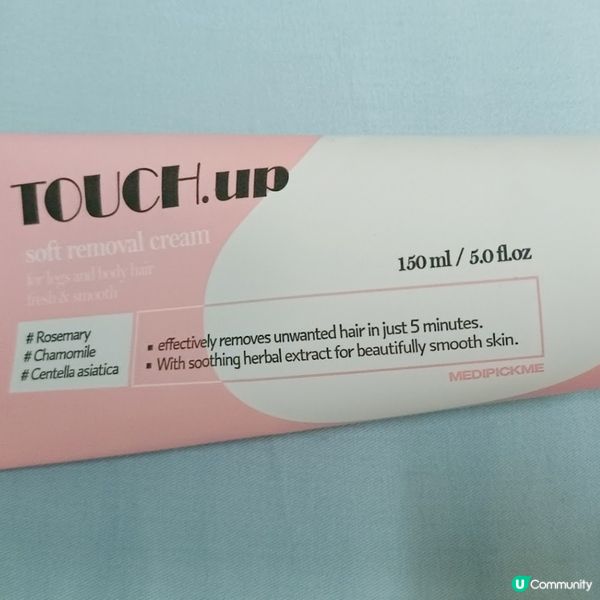 TOUCH.up
soft removal cream
for legs and body hair
fresh & smooth
150 ml / 5.0 fl.oz
# Rosemary
# Chamomile
# Centella asiatica
▪ effectively removes unwanted hair in just 5 minutes.
▪ With soothing herbal extract for beautifully smooth skin.
MEDIPICKME
U Community